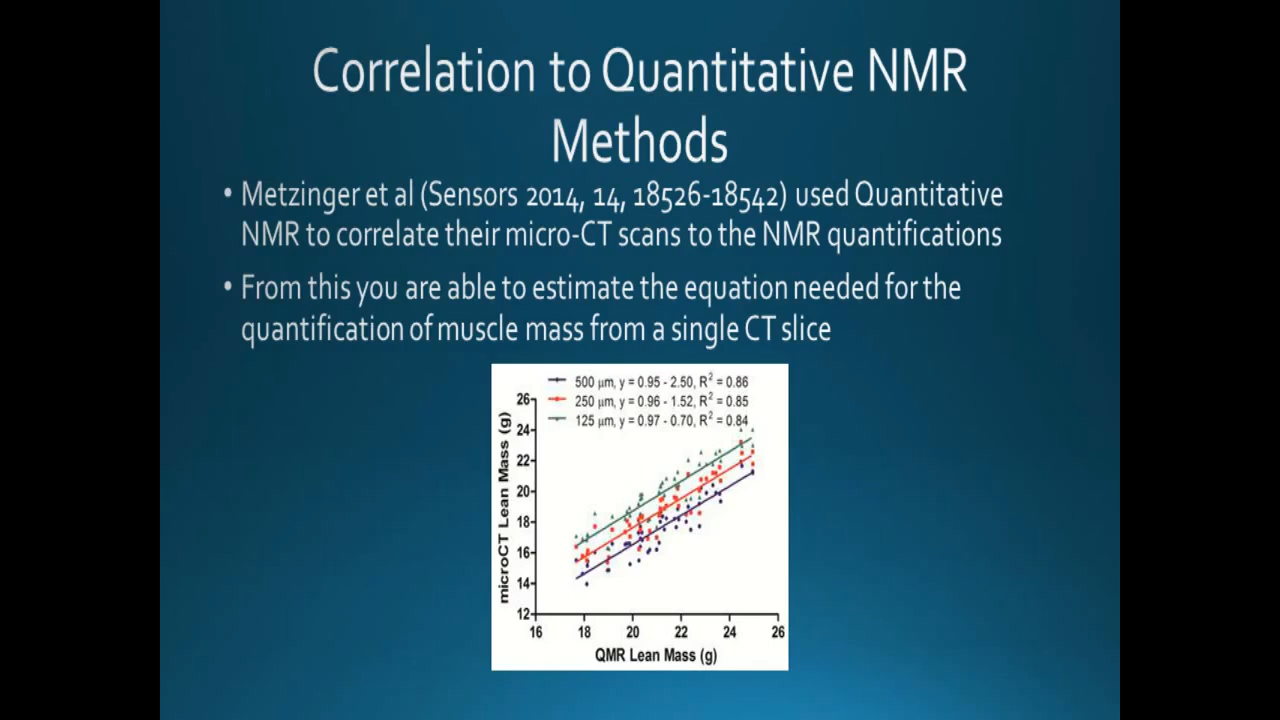 Correlation to Quantitative NMR
Methods
• Metzinger et al (Sensors 2014, 14, 18526-18542) used Quantitative
NMR to correlate their micro-CT scans to the NMR quantifications
• From this you are able to estimate the equation needed for the
quantification of muscle mass from a single CT slice
500 µm, y = 0.95 - 2.50, R² = 0.86
250 µm, y = 0.96 - 1.52, R² = 0.85
125 µm, y = 0.97 - 0.70, R² = 0.84
microCT Lean Mass (g)
26
24
22
20
18
16
14
12
16 18 20 22 24 26
QMR Lean Mass (g)